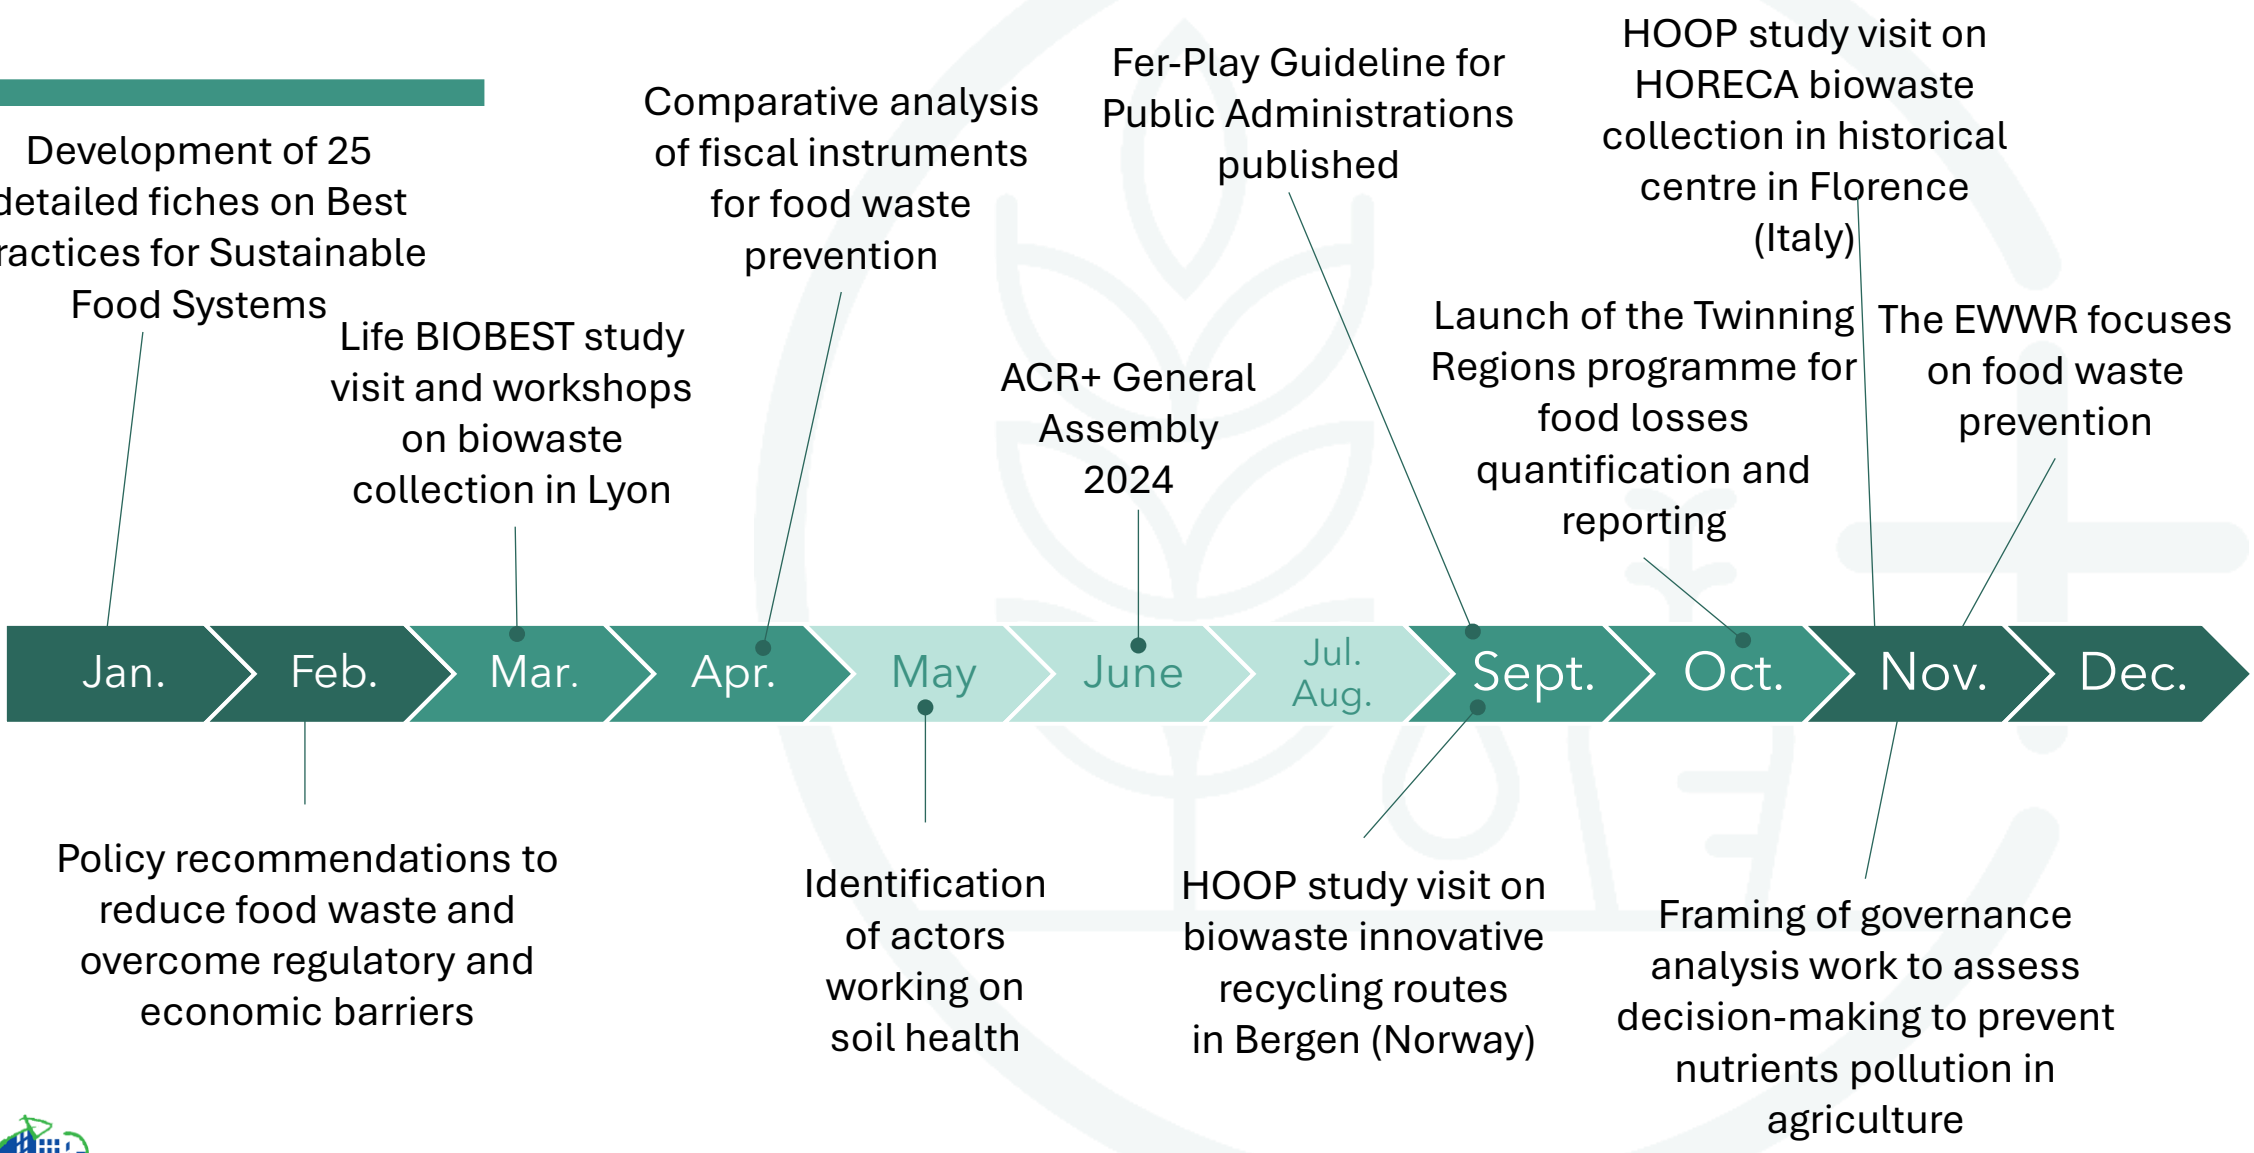 Development of 25
detailed fiches on Best
ractices for Sustainable
Food Systems
Life BIOBEST study
visit and workshops
on biowaste
collection in Lyon
Comparative analysis
of fiscal instruments
for food waste
prevention
ACR+ General
Assembly
2024
Fer-Play Guideline for
Public Administrations
published
Launch of the Twinning
Regions programme for
food losses
quantification and
reporting
HOOP study visit on
HORECA biowaste
collection in historical
centre in Florence
(Italy)
The EWWR focuses
on food waste
prevention
Jan.
Feb.
Mar.
Apr.
May
June
Jul.
Aug.
Sept.
Oct.
Nov.
Dec.
Policy recommendations to
reduce food waste and
overcome regulatory and
economic barriers
Identification
of actors
working on
soil health
HOOP study visit on
biowaste innovative
recycling routes
in Bergen (Norway)
Framing of governance
analysis work to assess
decision-making to prevent
nutrients pollution in
agriculture